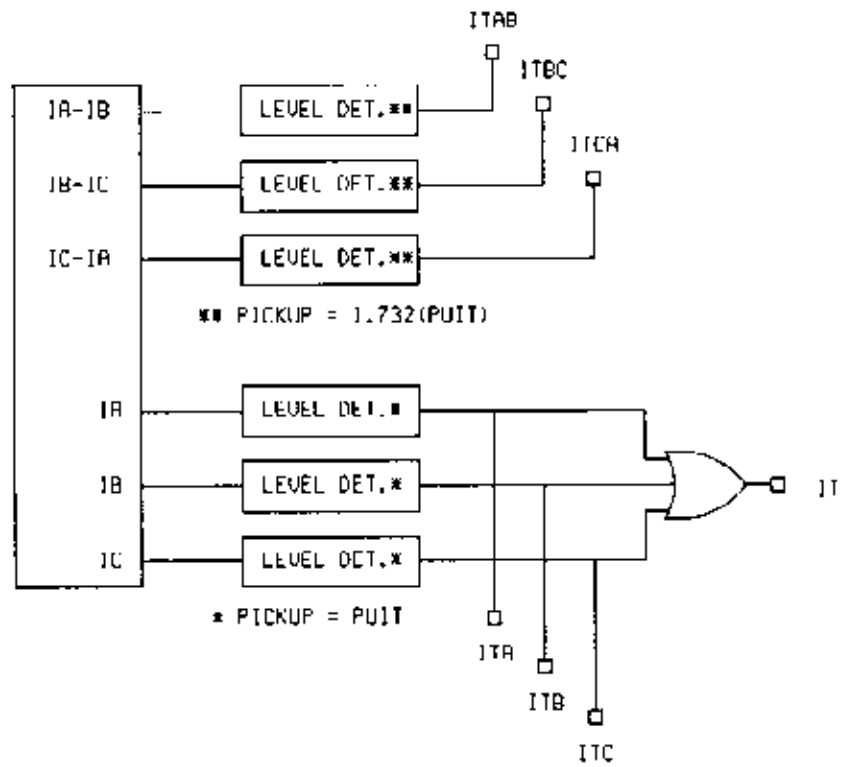 ITAB
ITBC
ITCA
IA-IB
LEVEL DET.**
IB-IC
LEVEL DET.**
IC-IA
LEVEL DET.**
** PICKUP = 1.732(PUIT)
IA
LEVEL DET.*
IB
LEVEL DET.*
IT
IC
LEVEL DET.*
* PICKUP = PUIT
ITA
ITB
ITC